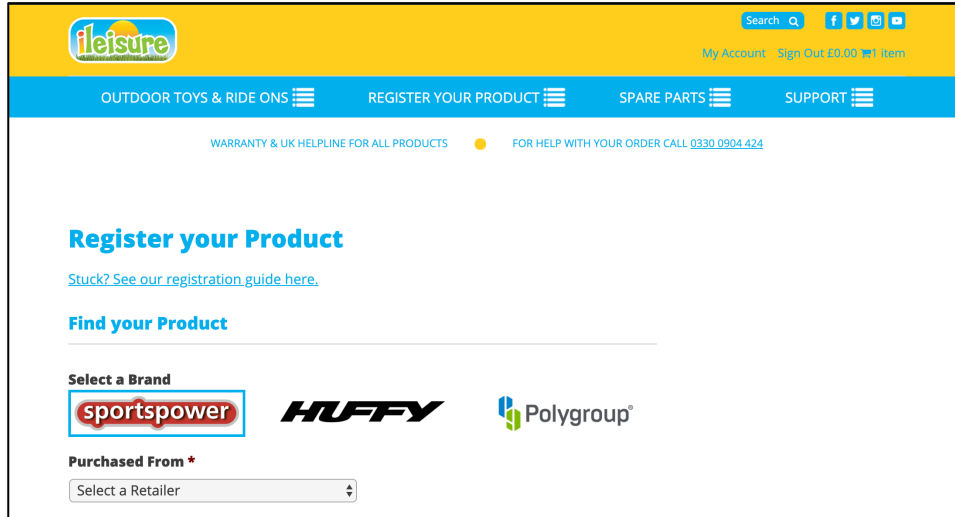 ileisure
Search
My Account Sign Out £0.00 1 item
OUTDOOR TOYS & RIDE ONS REGISTER YOUR PRODUCT SPARE PARTS SUPPORT
WARRANTY & UK HELPLINE FOR ALL PRODUCTS FOR HELP WITH YOUR ORDER CALL 0330 0904 424
Register your Product
Stuck? See our registration guide here.
Find your Product
Select a Brand
sportspower HUFFY Polygroup®
Purchased From *
Select a Retailer